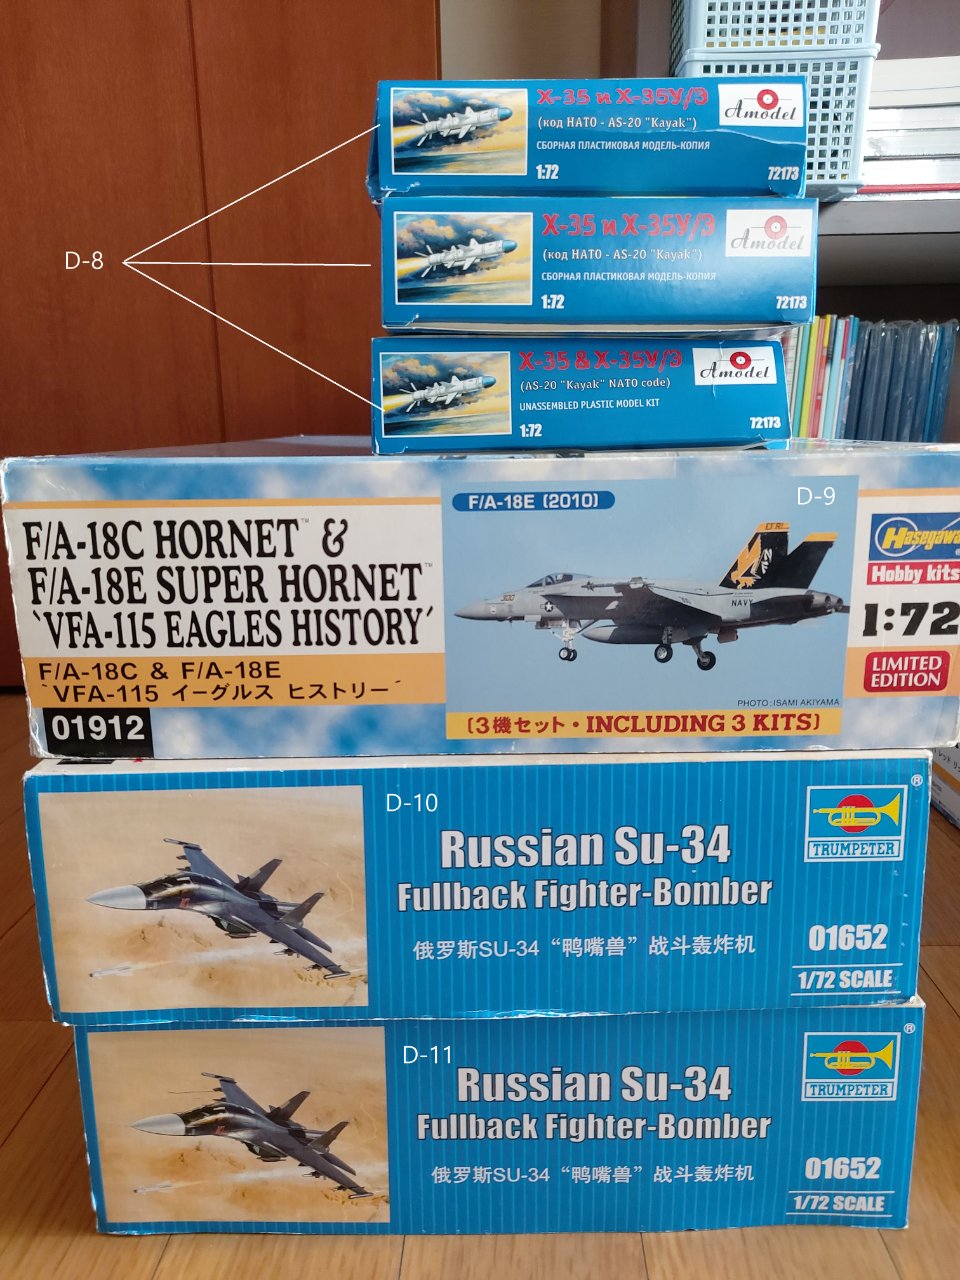 Х-35 и Х-35У/Э
(код НАТО - AS-20 "Kayak")
СБОРНАЯ ПЛАСТИКОВАЯ МОДЕЛЬ-КОПИЯ
1:72
Amodel
72173
D-8
Х-35 и Х-35У/Э
(код НАТО - AS-20 "Kayak")
СБОРНАЯ ПЛАСТИКОВАЯ МОДЕЛЬ-КОПИЯ
1:72
Amodel
72173
Х-35 & Х-35У/Э
(AS-20 "Kayak" NATO code)
UNASSEMBLED PLASTIC MODEL KIT
1:72
Amodel
72173
F/A-18C HORNET™ &
F/A-18E SUPER HORNET™
`VFA-115 EAGLES HISTORY´
F/A-18C & F/A-18E
`VFA-115 イーグルス ヒストリー´
01912
F/A-18E (2010)
D-9
300
NAVY
PHOTO:ISAMI AKIYAMA
(3機セット・INCLUDING 3 KITS)
Hasegawa
Hobby kits
1:72
LIMITED
EDITION
D-10
Russian Su-34
Fullback Fighter-Bomber
俄罗斯SU-34“鸭嘴兽”战斗轰炸机
®
TRUMPETER
01652
1/72 SCALE
D-11
Russian Su-34
Fullback Fighter-Bomber
俄罗斯SU-34“鸭嘴兽”战斗轰炸机
®
TRUMPETER
01652
1/72 SCALE